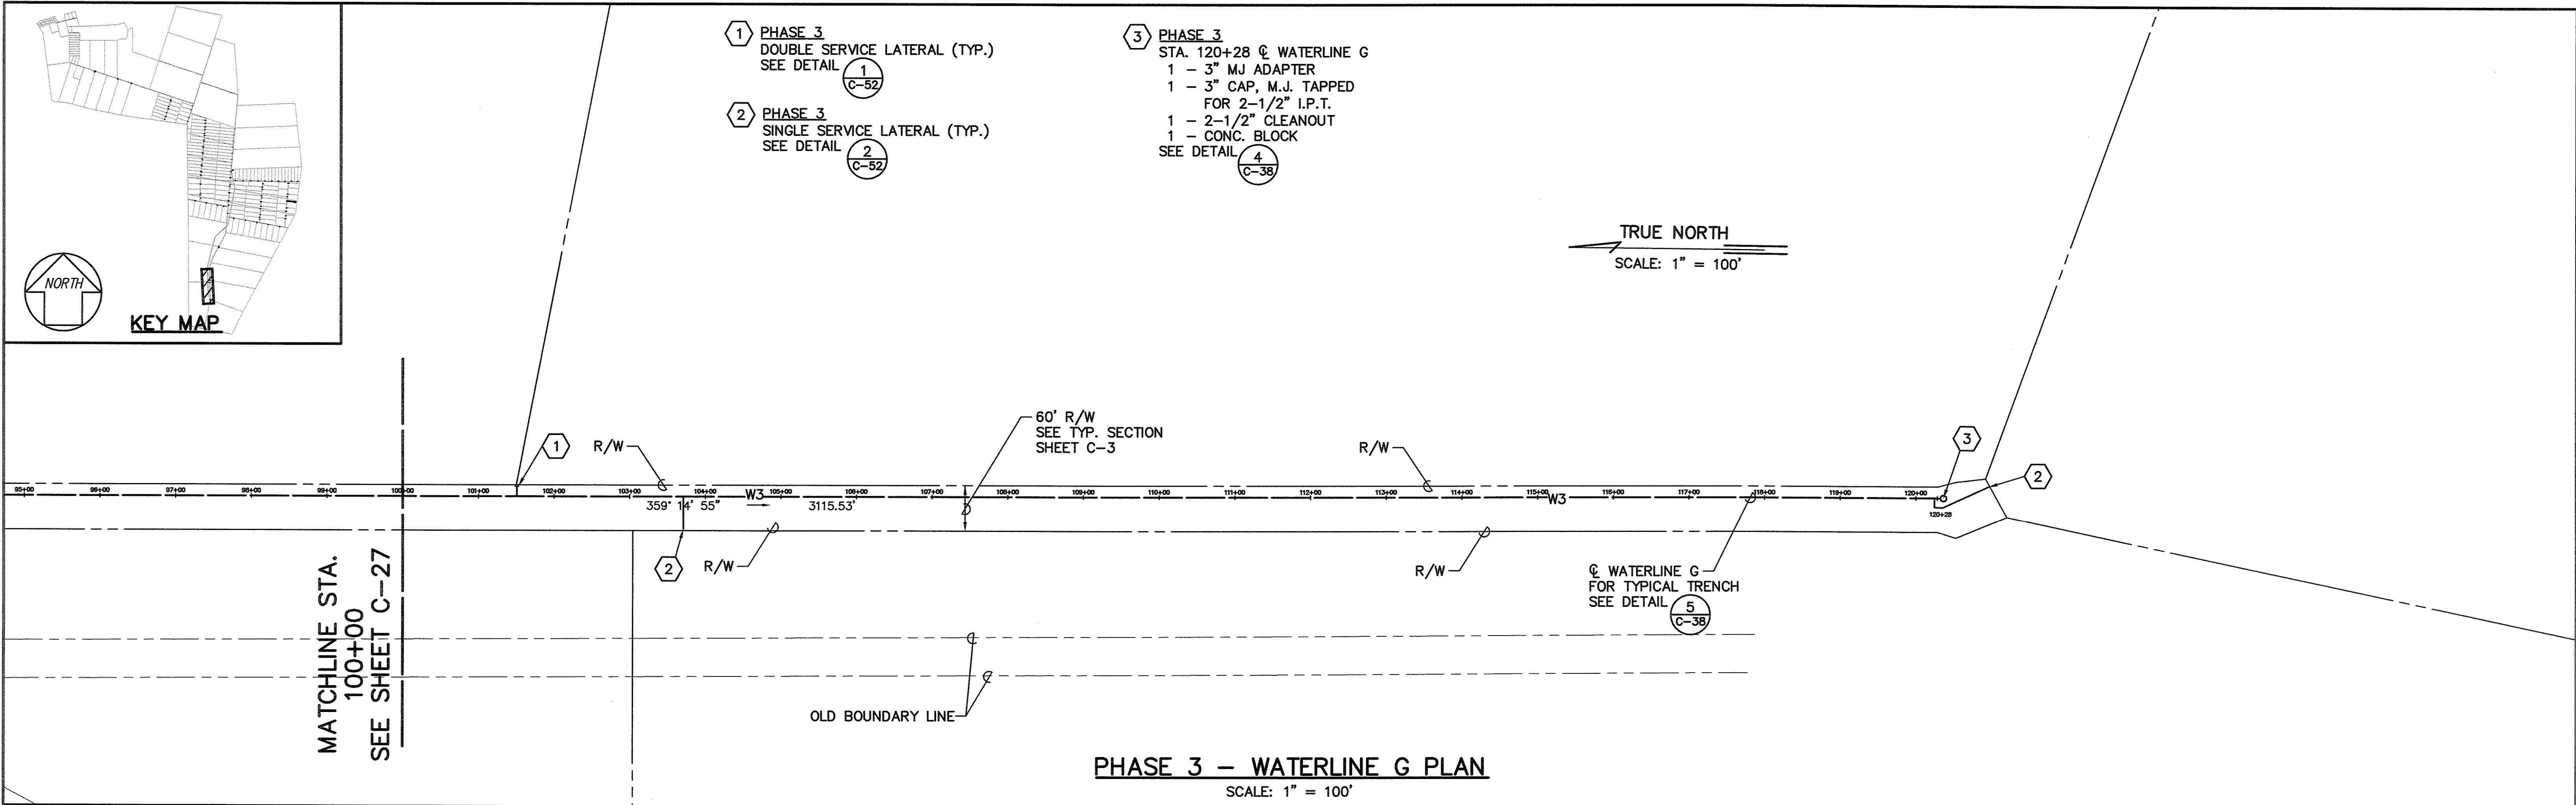 NORTH
KEY MAP
1 PHASE 3
DOUBLE SERVICE LATERAL (TYP.)
SEE DETAIL 1
C-52
2 PHASE 3
SINGLE SERVICE LATERAL (TYP.)
SEE DETAIL 2
C-52
3 PHASE 3
STA. 120+28 ℄ WATERLINE G
1 - 3" MJ ADAPTER
1 - 3" CAP, M.J. TAPPED
FOR 2-1/2" I.P.T.
1 - 2-1/2" CLEANOUT
1 - CONC. BLOCK
SEE DETAIL 4
C-38
TRUE NORTH
SCALE: 1" = 100'
60' R/W
SEE TYP. SECTION
SHEET C-3
1
R/W
R/W
3
2
95+00 96+00 97+00 98+00 99+00 100+00 101+00 102+00 103+00 104+00 105+00 106+00 107+00 108+00 109+00 110+00 111+00 112+00 113+00 114+00 115+00 116+00 117+00 118+00 119+00 120+00
W3
W3
359° 14' 55"
3115.53'
120+28
2
R/W
R/W
℄ WATERLINE G
FOR TYPICAL TRENCH
SEE DETAIL 5
C-38
MATCHLINE STA.
100+00
SEE SHEET C-27
OLD BOUNDARY LINE
PHASE 3 - WATERLINE G PLAN
SCALE: 1" = 100'